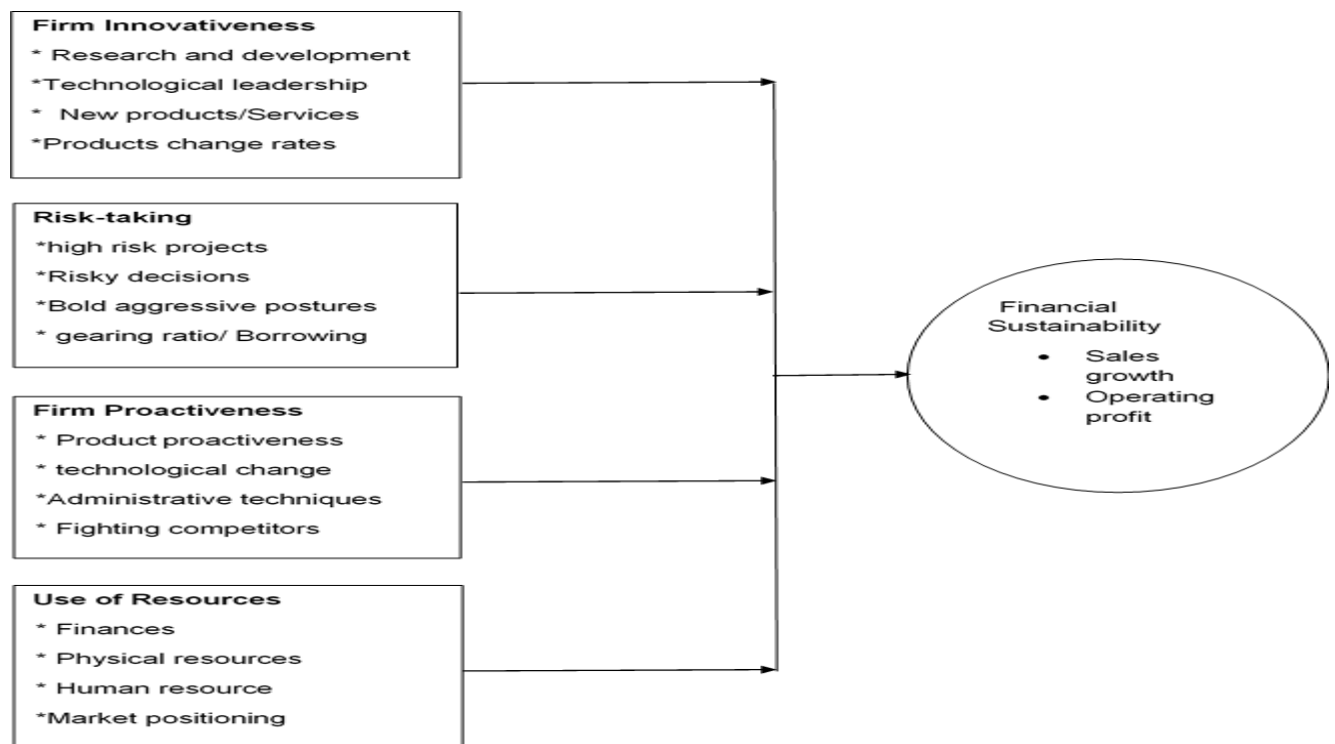 Firm Innovativeness
* Research and development
*Technological leadership
* New products/Services
*Products change rates
Risk-taking
*high risk projects
*Risky decisions
*Bold aggressive postures
* gearing ratio/ Borrowing
Firm Proactiveness
* Product proactiveness
* technological change
*Administrative techniques
* Fighting competitors
Use of Resources
* Finances
* Physical resources
* Human resource
*Market positioning
Financial
Sustainability
• Sales
growth
• Operating
profit